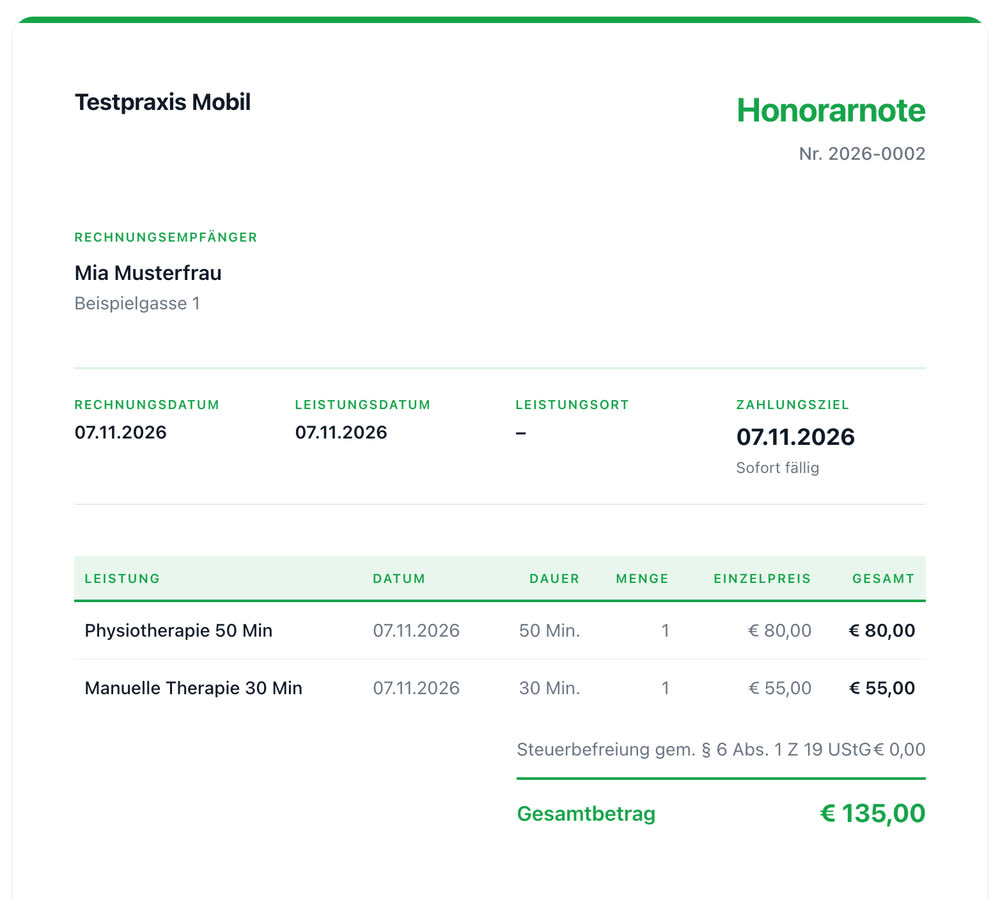 Testpraxis Mobil
Honorarnote
Nr. 2026-0002
RECHNUNGSEMPFÄNGER
Mia Musterfrau
Beispielgasse 1
RECHNUNGSDATUM LEISTUNGSDATUM LEISTUNGSORT ZAHLUNGSZIEL
07.11.2026 07.11.2026 – 07.11.2026
Sofort fällig
LEISTUNG DATUM DAUER MENGE EINZELPREIS GESAMT
Physiotherapie 50 Min 07.11.2026 50 Min. 1 € 80,00 € 80,00
Manuelle Therapie 30 Min 07.11.2026 30 Min. 1 € 55,00 € 55,00
Steuerbefreiung gem. § 6 Abs. 1 Z 19 UStG € 0,00
Gesamtbetrag € 135,00